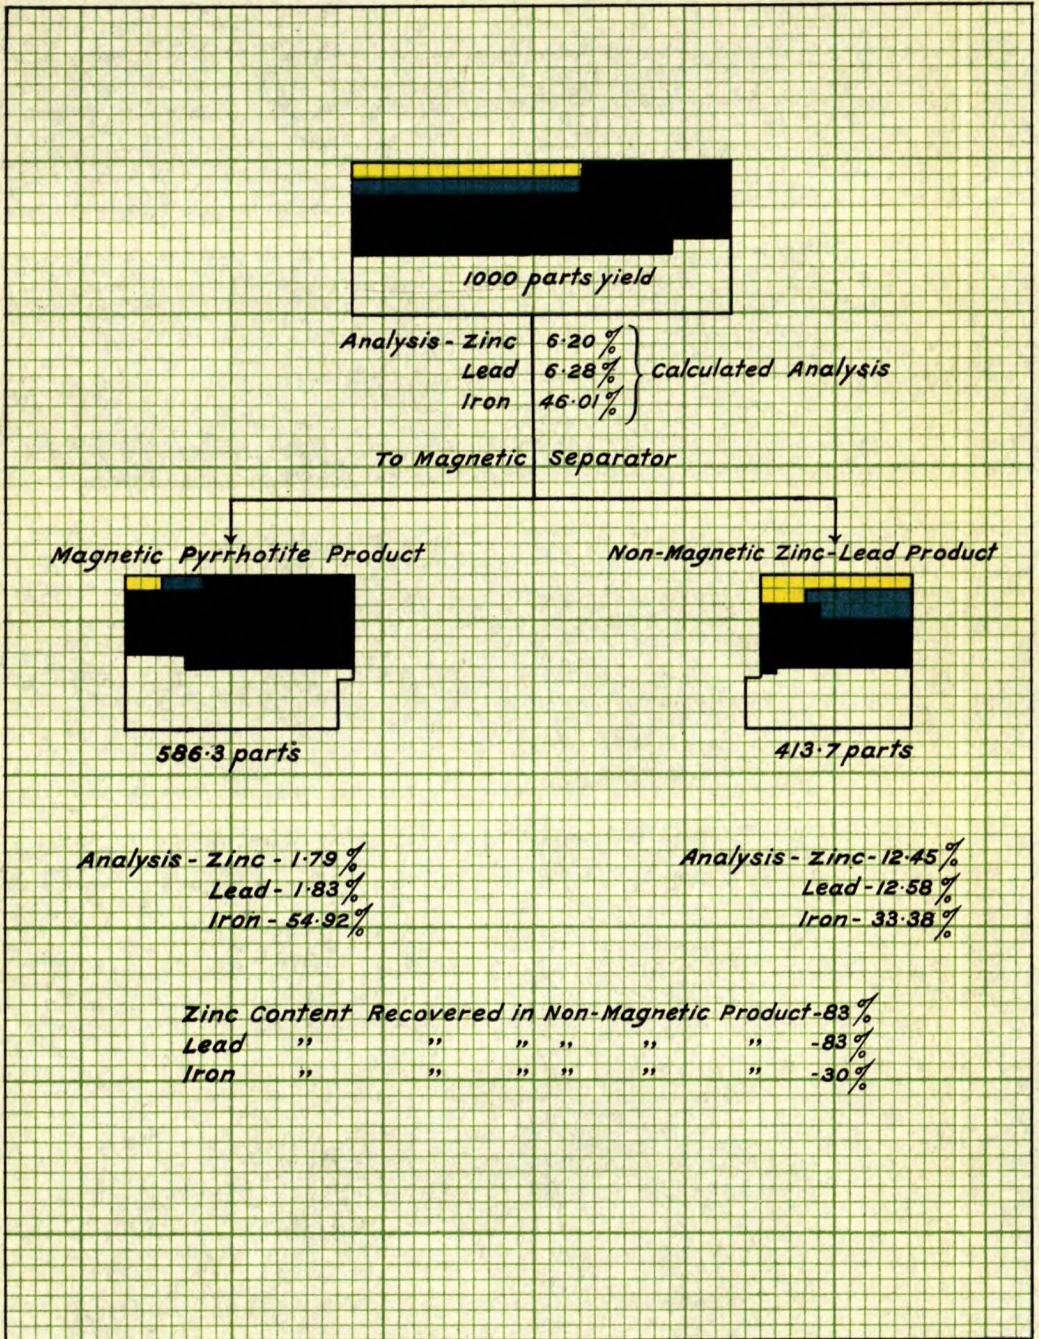 1000 parts yield
Analysis - Zinc 6.20%
Lead 6.28% Calculated Analysis
Iron 46.01%
To Magnetic Separator
Magnetic Pyrrhotite Product
Non-Magnetic Zinc-Lead Product
586.3 parts
413.7 parts
Analysis - Zinc - 1.79%
Lead - 1.83%
Iron - 54.92%
Analysis - Zinc - 12.45%
Lead - 12.58%
Iron - 33.38%
Zinc Content Recovered in Non-Magnetic Product - 83%
Lead " " " " " " - 83%
Iron " " " " " " - 30%